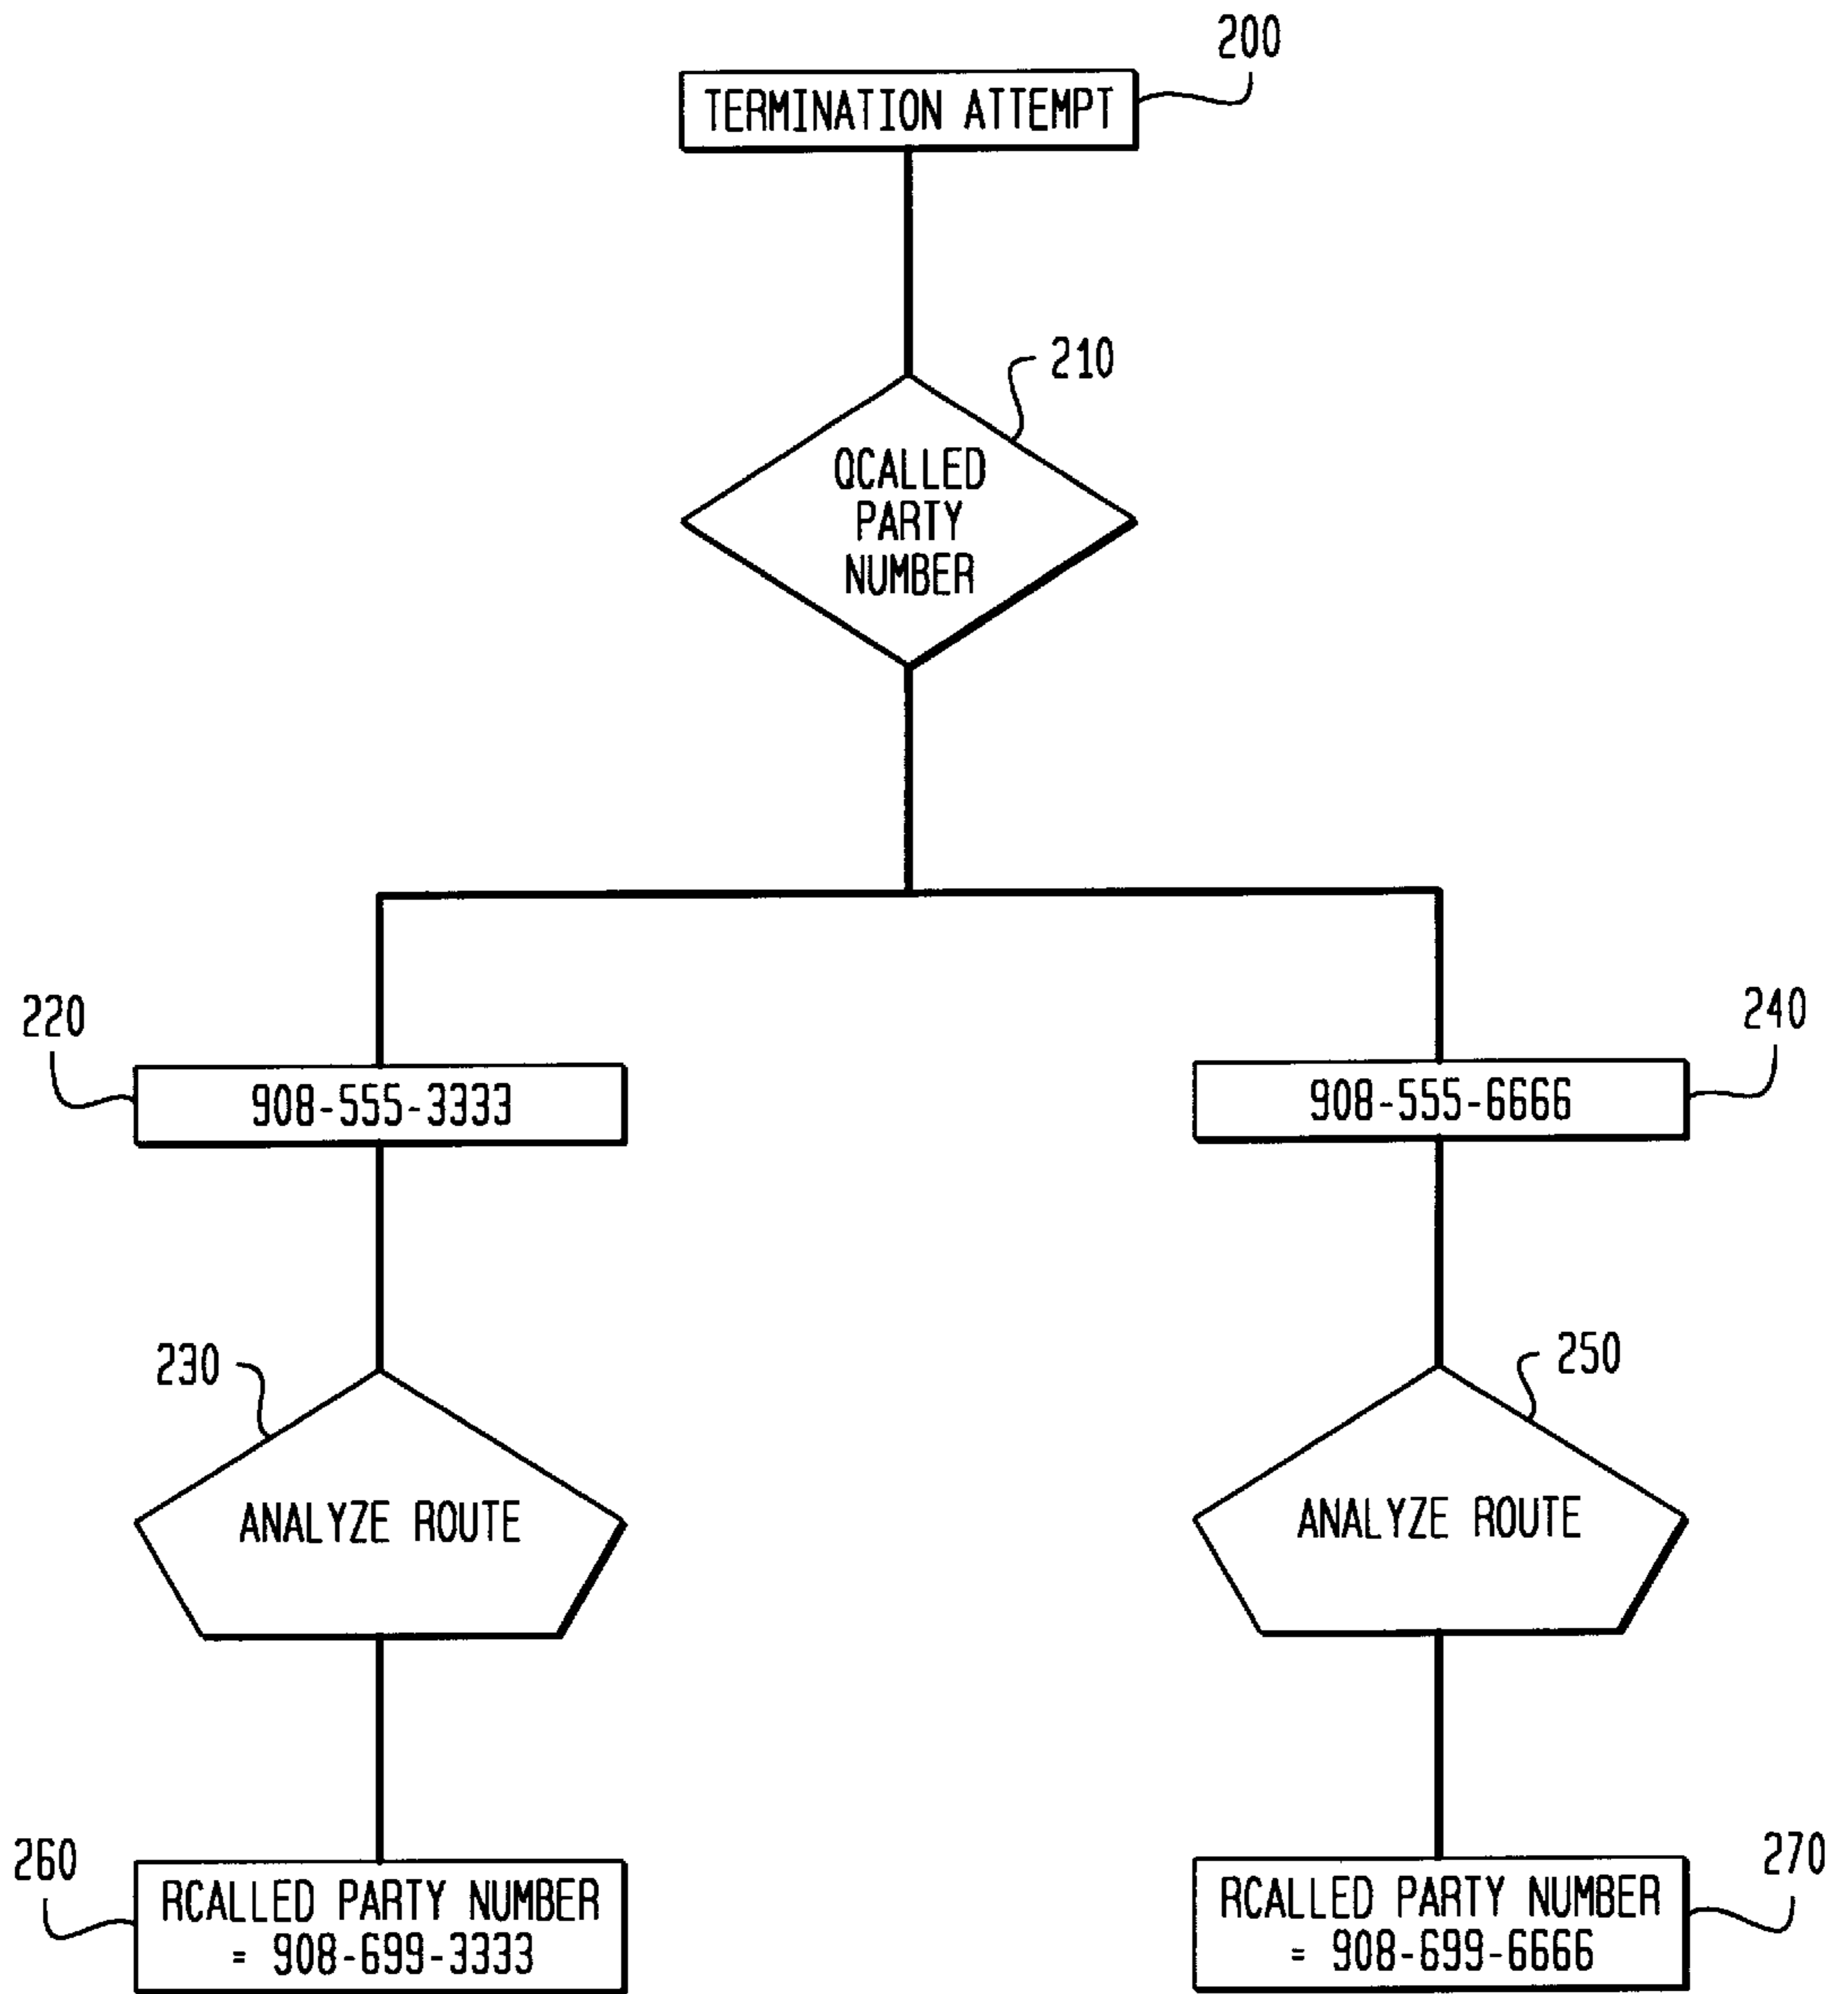 200
TERMINATION ATTEMPT
210
QCALLED
PARTY
NUMBER
220
908-555-3333
240
908-555-6666
230
ANALYZE ROUTE
250
ANALYZE ROUTE
260
RCALLED PARTY NUMBER
= 908-699-3333
270
RCALLED PARTY NUMBER
= 908-699-6666